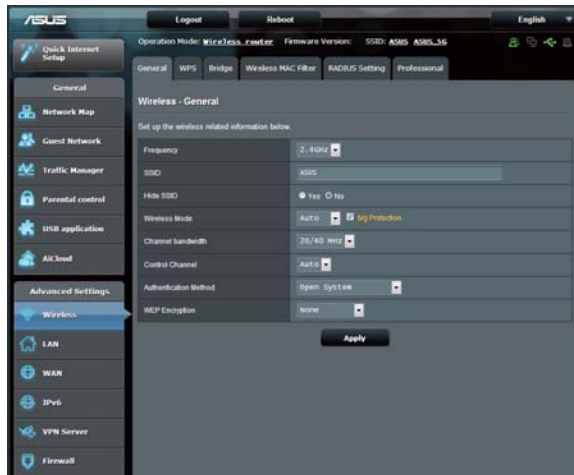 ASUS
Logout
Reboot
English
Quick Internet Setup
Operation Mode: Wireless router Firmware Version: SSID: ASUS ASUS_5G
General WPS Bridge Wireless MAC Filter RADIUS Setting Professional
General
Network Map
Guest Network
Traffic Manager
Parental control
USB application
AiCloud
Advanced Settings
Wireless
LAN
WAN
IPv6
VPN Server
Firewall
Wireless - General
Set up the wireless related information below.
Frequency 2.4GHz
SSID ASUS
Hide SSID Yes No
Wireless Mode Auto b/g Protection
Channel bandwidth 20/40 MHz
Control Channel Auto
Authentication Method Open System
WEP Encryption None
Apply